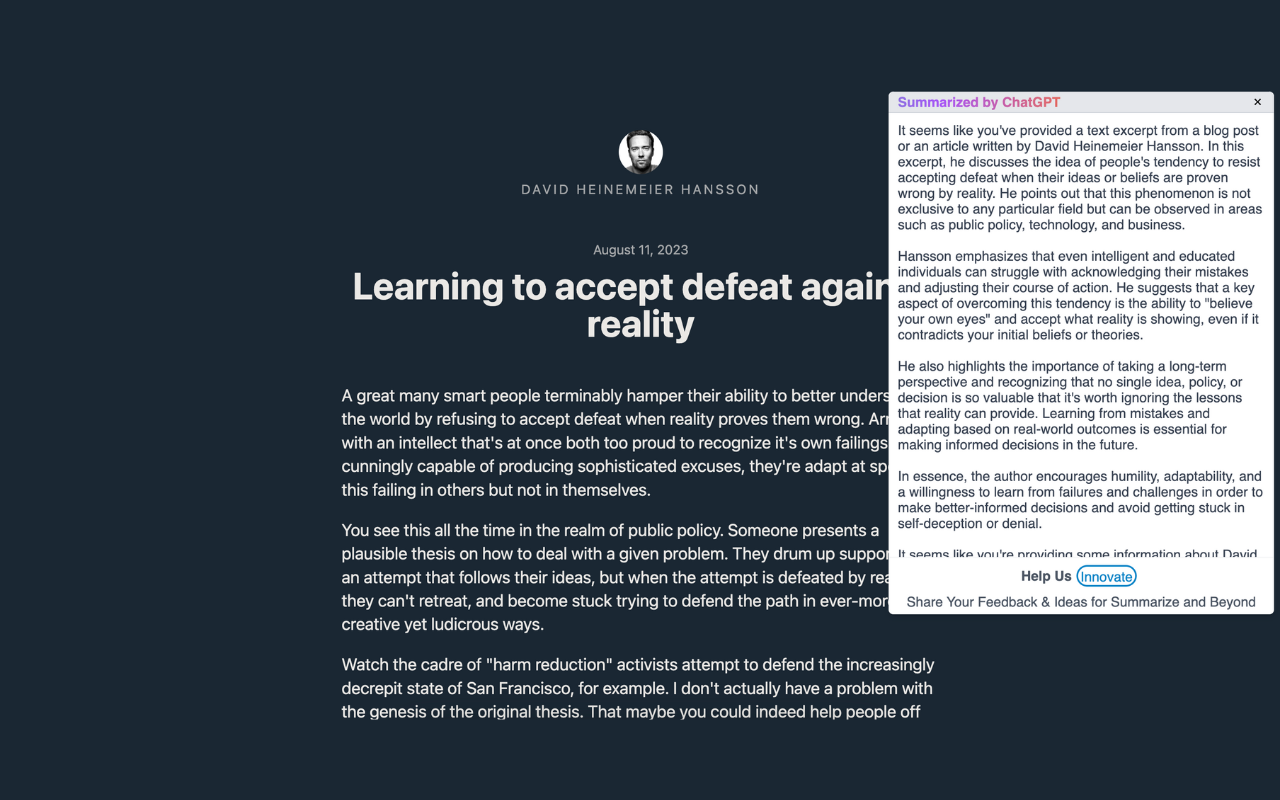 DAVID HEINEMEIER HANSSON
August 11, 2023
Learning to accept defeat again
reality
A great many smart people terminably hamper their ability to better unders
the world by refusing to accept defeat when reality proves them wrong. Arm
with an intellect that's at once both too proud to recognize it's own failings
cunningly capable of producing sophisticated excuses, they're adapt at spo
this failing in others but not in themselves.
You see this all the time in the realm of public policy. Someone presents a
plausible thesis on how to deal with a given problem. They drum up suppor
an attempt that follows their ideas, but when the attempt is defeated by rea
they can't retreat, and become stuck trying to defend the path in ever-more
creative yet ludicrous ways.
Watch the cadre of "harm reduction" activists attempt to defend the increasingly
decrepit state of San Francisco, for example. I don't actually have a problem with
the genesis of the original thesis. That maybe you could indeed help people off
Summarized by ChatGPT
×
It seems like you've provided a text excerpt from a blog post
or an article written by David Heinemeier Hansson. In this
excerpt, he discusses the idea of people's tendency to resist
accepting defeat when their ideas or beliefs are proven
wrong by reality. He points out that this phenomenon is not
exclusive to any particular field but can be observed in areas
such as public policy, technology, and business.
Hansson emphasizes that even intelligent and educated
individuals can struggle with acknowledging their mistakes
and adjusting their course of action. He suggests that a key
aspect of overcoming this tendency is the ability to "believe
your own eyes" and accept what reality is showing, even if it
contradicts your initial beliefs or theories.
He also highlights the importance of taking a long-term
perspective and recognizing that no single idea, policy, or
decision is so valuable that it's worth ignoring the lessons
that reality can provide. Learning from mistakes and
adapting based on real-world outcomes is essential for
making informed decisions in the future.
In essence, the author encourages humility, adaptability, and
a willingness to learn from failures and challenges in order to
make better-informed decisions and avoid getting stuck in
self-deception or denial.
It seems like you're providing some information about David
Help Us Innovate
Share Your Feedback & Ideas for Summarize and Beyond